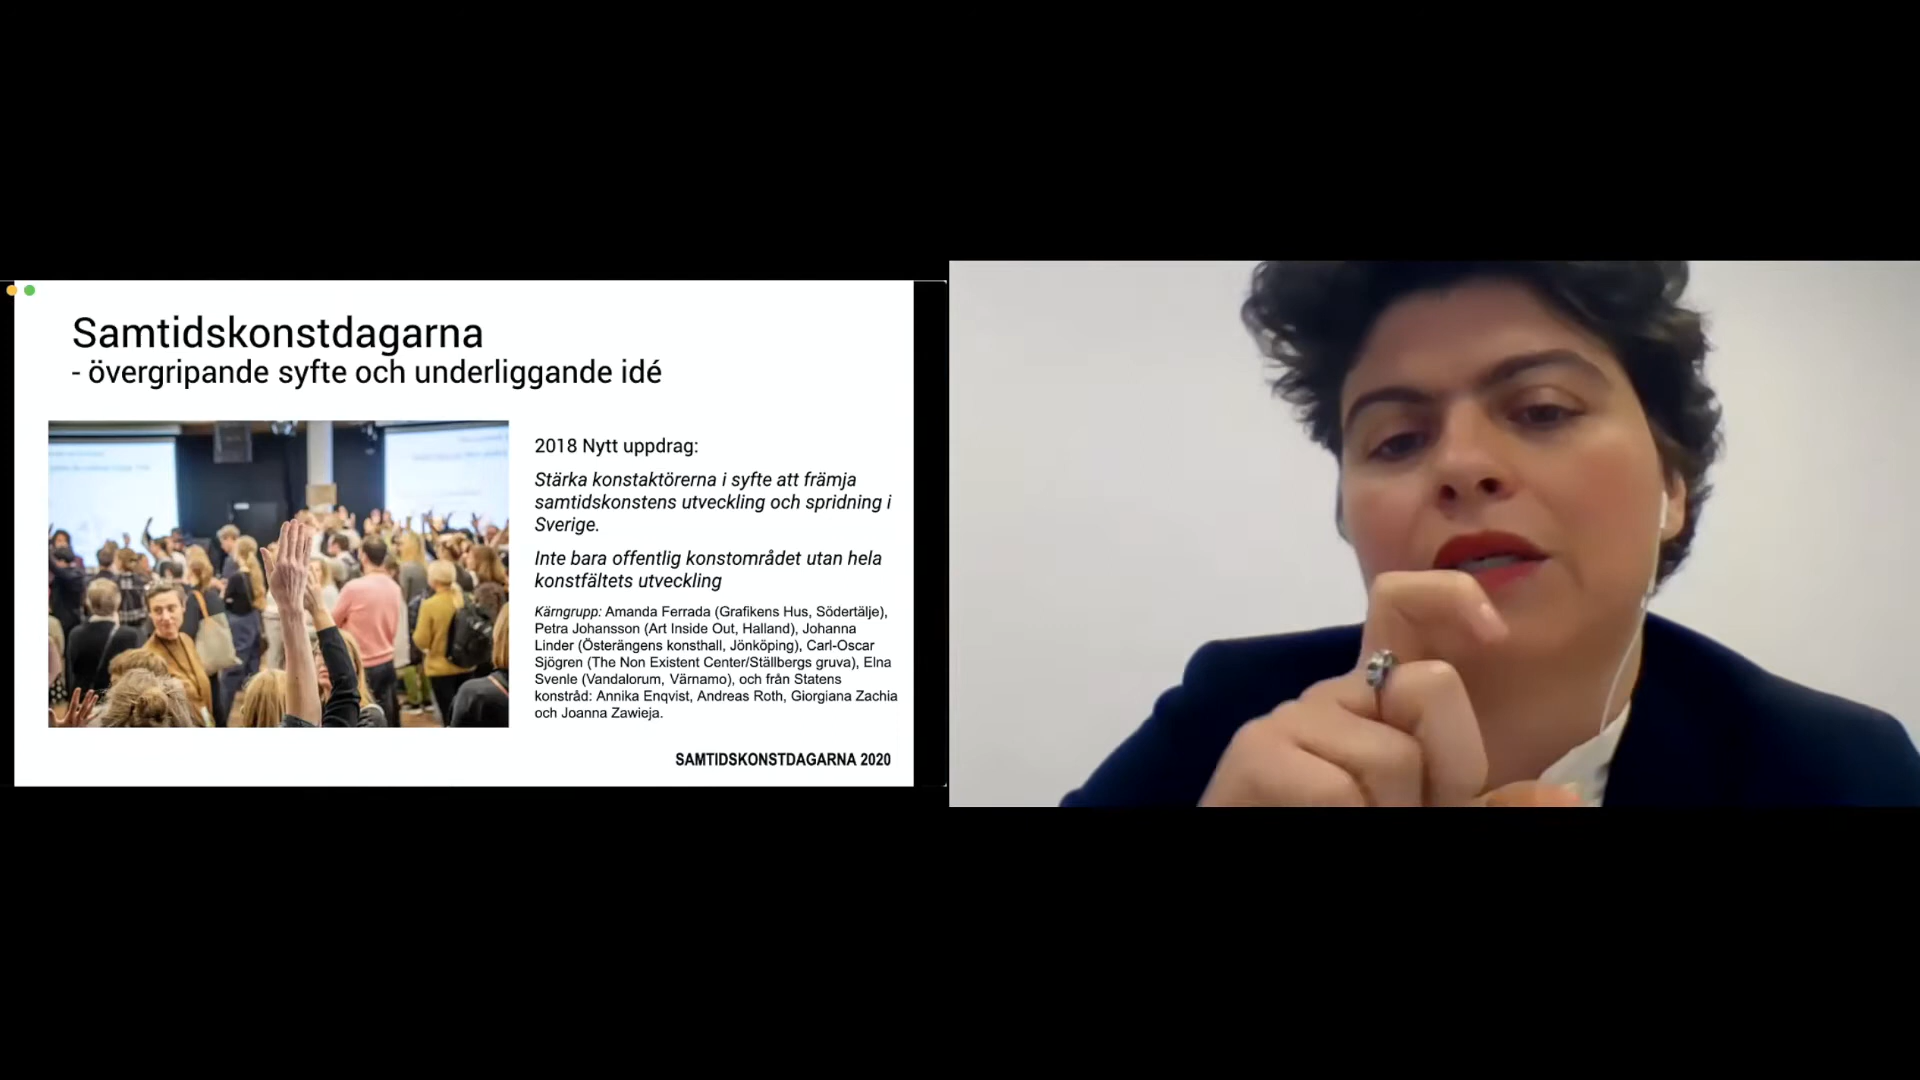 Samtidskonstdagarna
- övergripande syfte och underliggande idé
2018 Nytt uppdrag:
Stärka konstaktörerna i syfte att främja
samtidskonstens utveckling och spridning i
Sverige.
Inte bara offentlig konstområdet utan hela
konstfältets utveckling
Kärngrupp: Amanda Ferrada (Grafikens Hus, Södertälje),
Petra Johansson (Art Inside Out, Halland), Johanna
Linder (Österängens konsthall, Jönköping), Carl-Oscar
Sjögren (The Non Existent Center/Ställbergs gruva), Elna
Svenle (Vandalorum, Värnamo), och från Statens
konstråd: Annika Enqvist, Andreas Roth, Giorgiana Zachia
och Joanna Zawieja.
SAMTIDSKONSTDAGARNA 2020